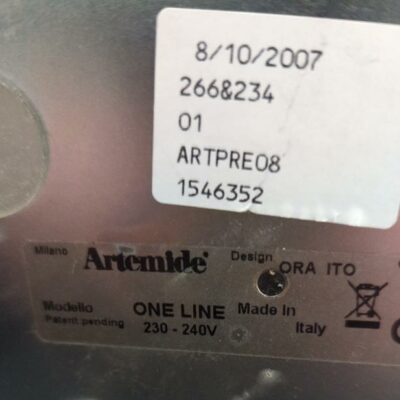 8/10/2007
266&234
01
ARTPRE08
1546352
Milano Artemide® Design ORA ITO
Modello ONE LINE Made In
Patent pending 230 - 240V Italy